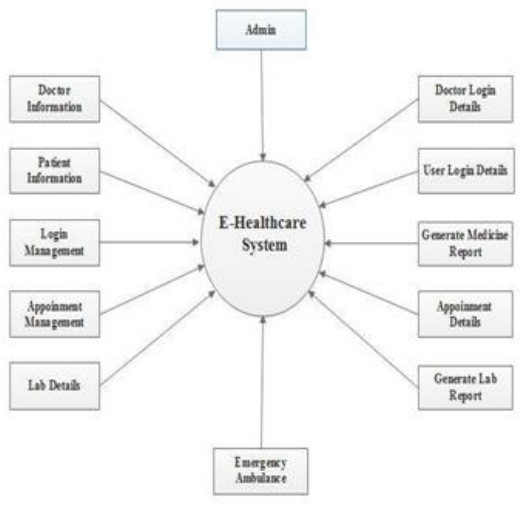 Admin
Doctor
Information
Patient
Information
Login
Management
Appoinment
Management
Lab Details
E-Healthcare
System
Doctor Login
Details
User Login Details
Generate Medicine
Report
Appoinment
Details
Generate Lab
Report
Emergency
Ambulance